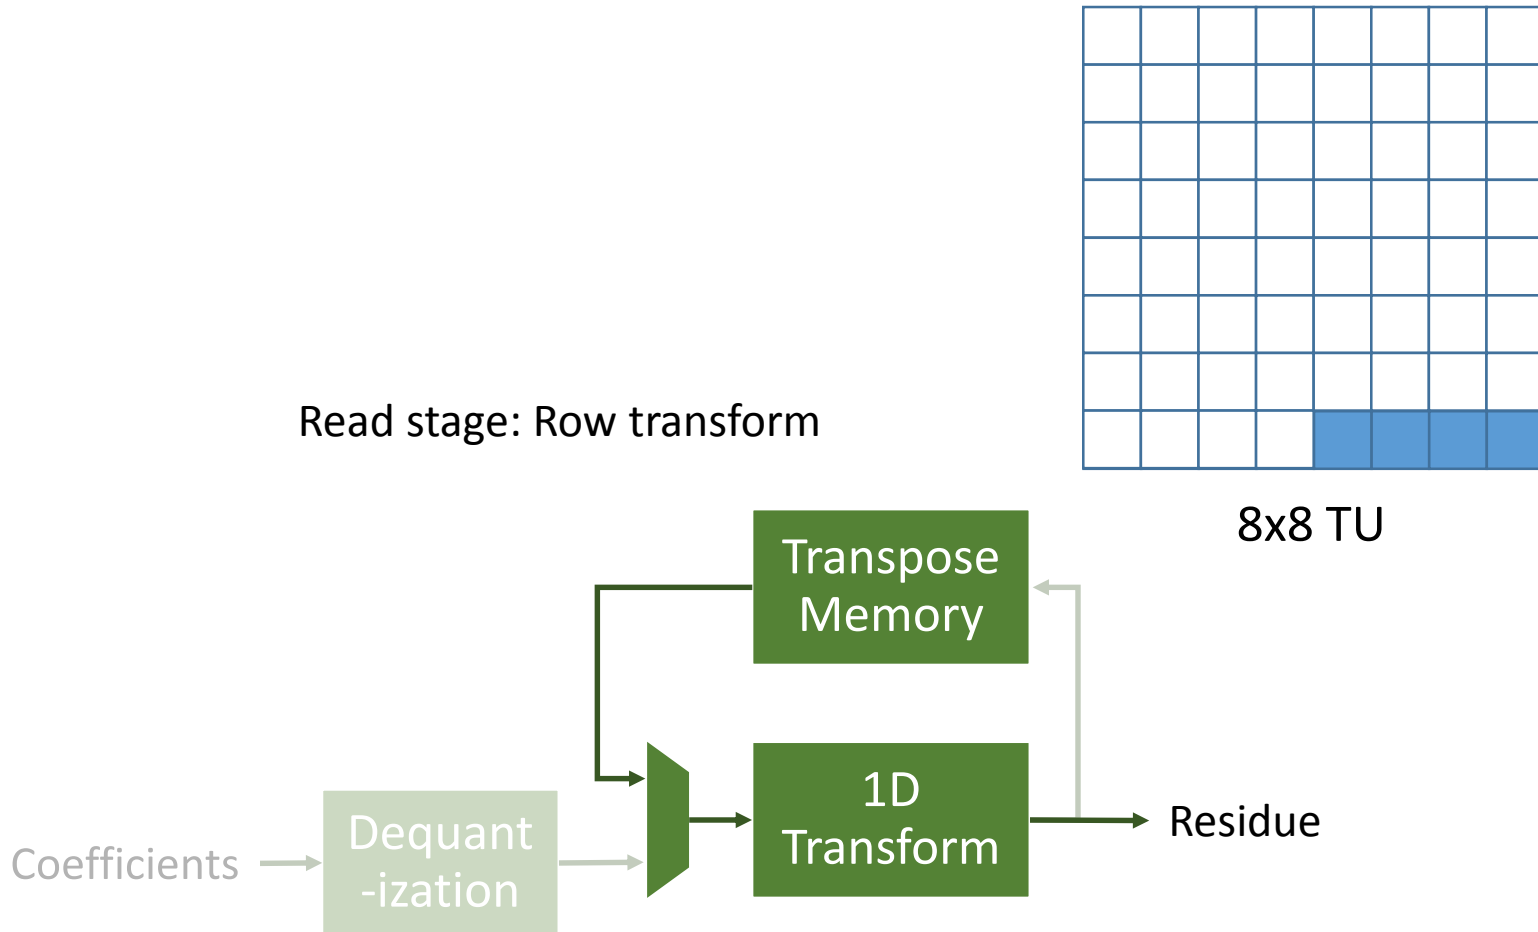 Read stage: Row transform
8x8 TU
Transpose
Memory
1D
Transform
Residue
Dequant
-ization
Coefficients